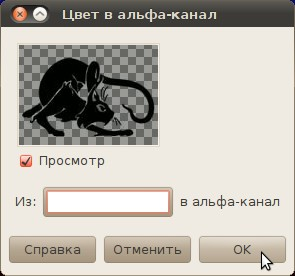 Цвет в альфа-канал
Просмотр
Из: в альфа-канал
Справка Отменить OK